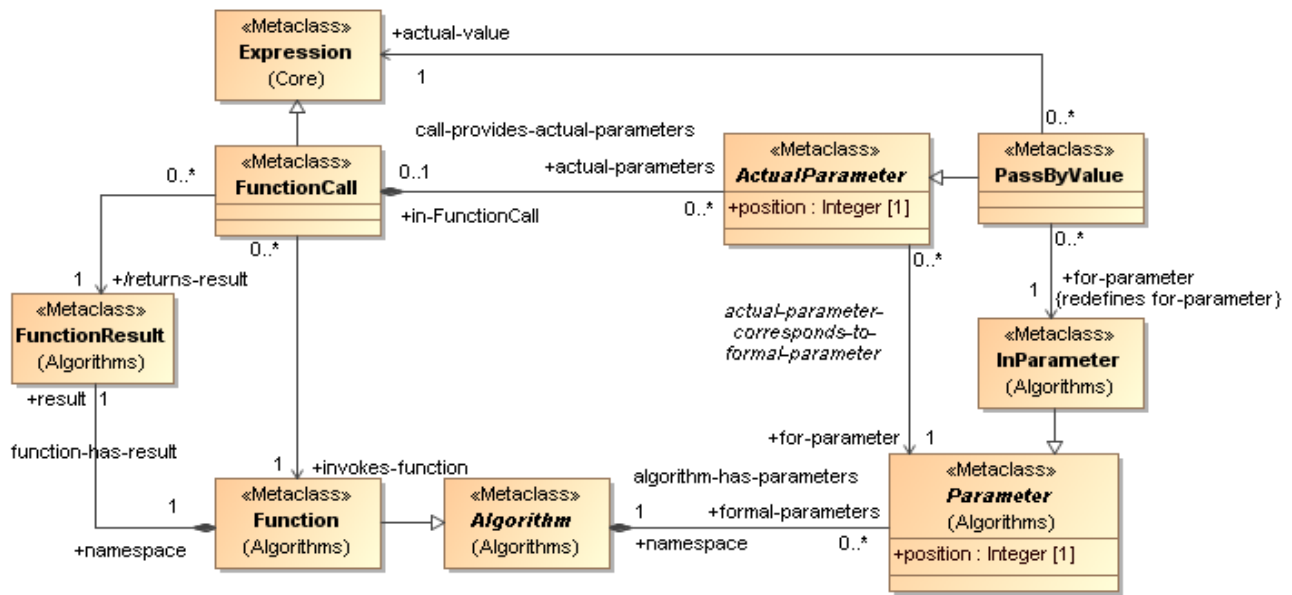 «Metaclass»
Expression
(Core)
+actual-value
1
0..*
call-provides-actual-parameters
«Metaclass»
FunctionCall
0..*
0..1
+actual-parameters
+in-FunctionCall
0..*
«Metaclass»
ActualParameter
+position : Integer [1]
«Metaclass»
PassByValue
0..*
0..*
0..*
1
+/returns-result
1
+for-parameter
{redefines for-parameter}
«Metaclass»
FunctionResult
(Algorithms)
actual-parameter-
corresponds-to-
formal-parameter
«Metaclass»
InParameter
(Algorithms)
+result
1
function-has-result
+for-parameter
1
1
+invokes-function
1
+namespace
«Metaclass»
Function
(Algorithms)
«Metaclass»
Algorithm
(Algorithms)
algorithm-has-parameters
1
+formal-parameters
+namespace
0..*
«Metaclass»
Parameter
(Algorithms)
+position : Integer [1]